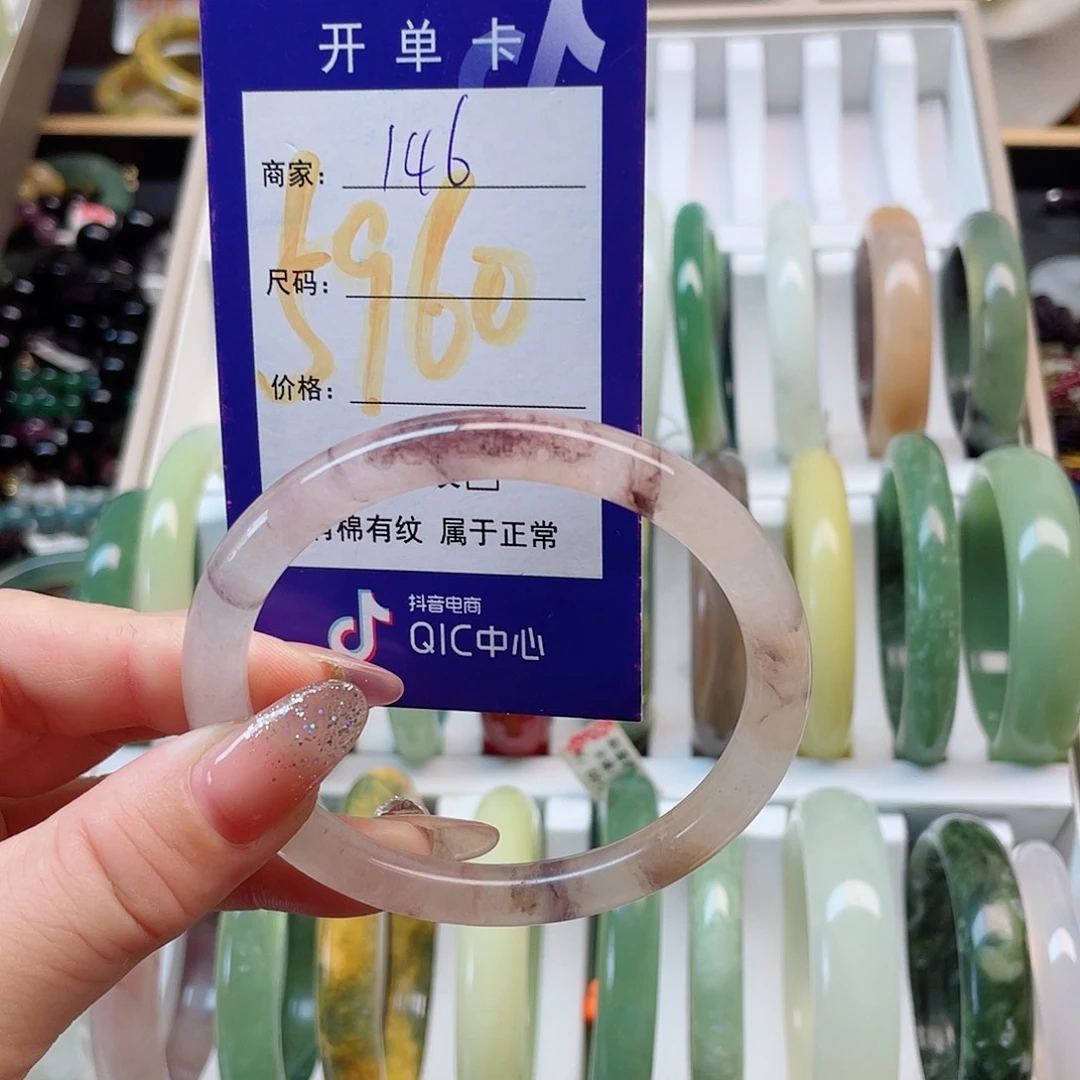 开单卡
商家： 146
5960
尺码：
价格：
有棉有纹 属于正常
抖音电商
QIC中心